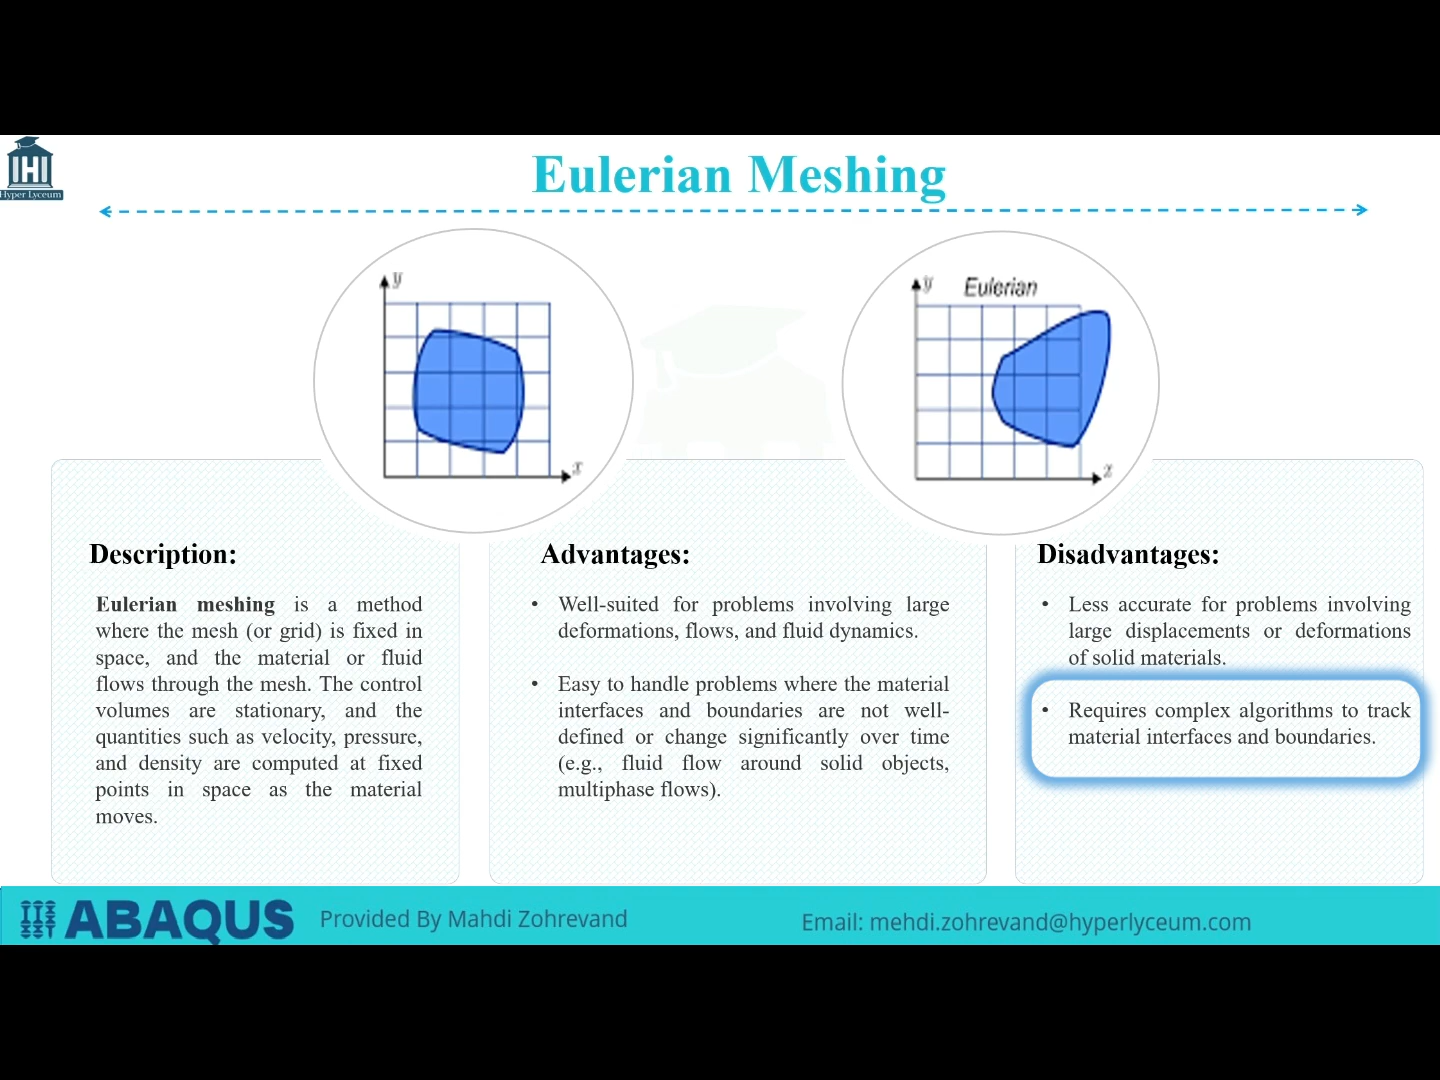 Hyper Lyceum
Eulerian Meshing
y
x
y
Eulerian
x
Description:
Eulerian meshing is a method
where the mesh (or grid) is fixed in
space, and the material or fluid
flows through the mesh. The control
volumes are stationary, and the
quantities such as velocity, pressure,
and density are computed at fixed
points in space as the material
moves.
Advantages:
• Well-suited for problems involving large
deformations, flows, and fluid dynamics.
• Easy to handle problems where the material
interfaces and boundaries are not well-
defined or change significantly over time
(e.g., fluid flow around solid objects,
multiphase flows).
Disadvantages:
• Less accurate for problems involving
large displacements or deformations
of solid materials.
• Requires complex algorithms to track
material interfaces and boundaries.
ABAQUS
Provided By Mahdi Zohrevand
Email: mehdi.zohrevand@hyperlyceum.com